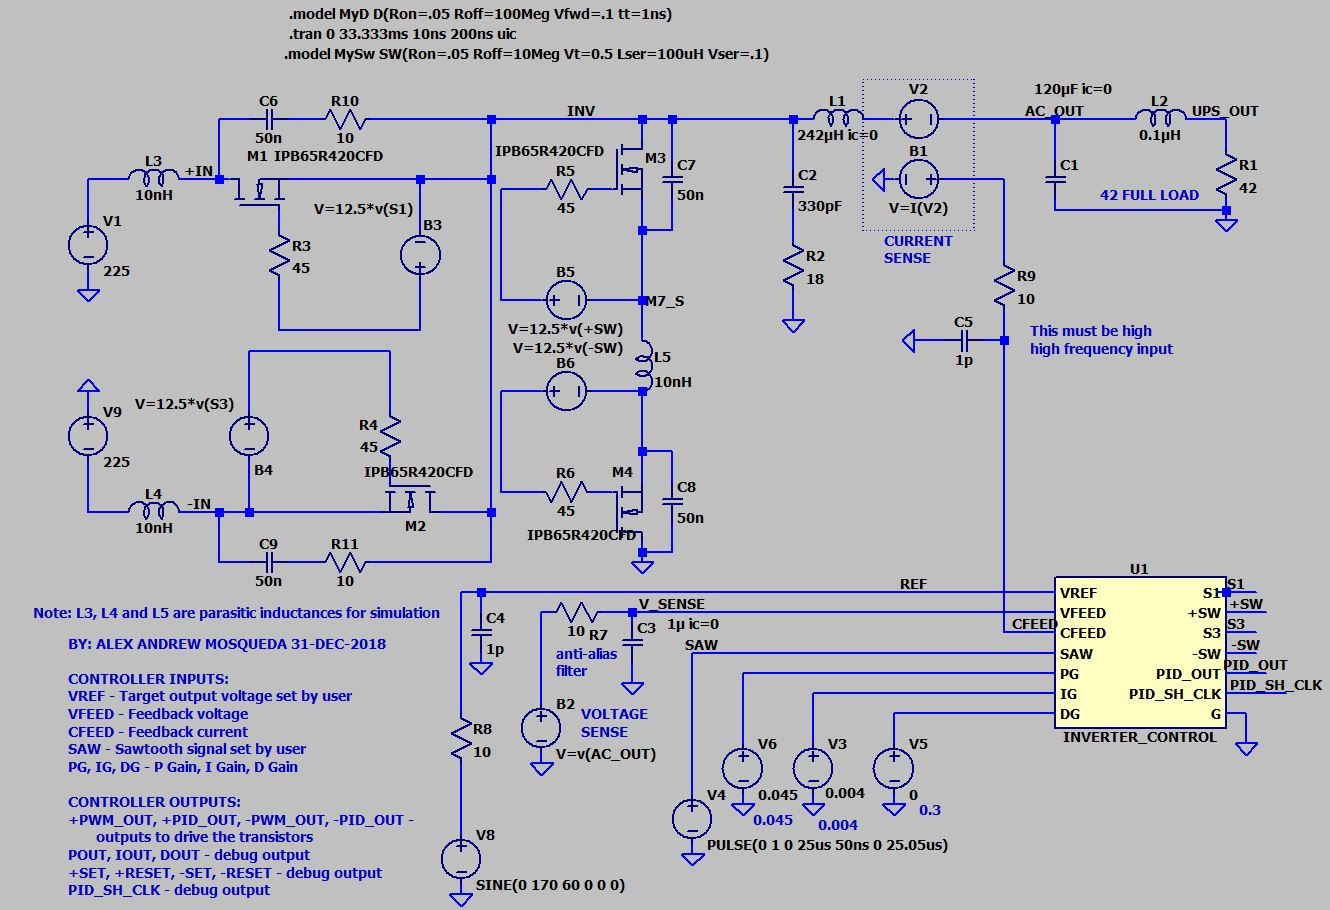 .model MyD D(Ron=.05 Roff=100Meg Vfwd=.1 tt=1ns)
.tran 0 33.333ms 10ns 200ns uic
.model MySw SW(Ron=.05 Roff=10Meg Vt=0.5 Lser=100uH Vser=.1)
C6
R10
50n
10
INV
M1 IPB65R420CFD
L3
+IN
10nH
V1
225
R3
45
V=12.5*v(S1)
B3
IPB65R420CFD
M3
R5
45
C7
50n
B5
M7_S
V=12.5*v(+SW)
V=12.5*v(-SW)
B6
L5
10nH
V9
225
V=12.5*v(S3)
B4
R4
45
IPB65R420CFD
M2
L4
-IN
10nH
C9
R11
50n
10
R6
45
M4
IPB65R420CFD
C8
50n
L1
242µH ic=0
C2
330pF
R2
18
V2
B1
V=I(V2)
CURRENT
SENSE
120µF ic=0
AC_OUT
C1
L2
0.1µH
UPS_OUT
R1
42
42 FULL LOAD
R9
10
C5
1p
This must be high
high frequency input
Note: L3, L4 and L5 are parasitic inductances for simulation
BY: ALEX ANDREW MOSQUEDA 31-DEC-2018
CONTROLLER INPUTS:
VREF - Target output voltage set by user
VFEED - Feedback voltage
CFEED - Feedback current
SAW - Sawtooth signal set by user
PG, IG, DG - P Gain, I Gain, D Gain
CONTROLLER OUTPUTS:
+PWM_OUT, +PID_OUT, -PWM_OUT, -PID_OUT -
outputs to drive the transistors
POUT, IOUT, DOUT - debug output
+SET, +RESET, -SET, -RESET - debug output
PID_SH_CLK - debug output
REF
C4
1p
R8
10
V8
SINE(0 170 60 0 0 0)
V_SENSE
10 R7
C3
1µ ic=0
anti-alias
filter
B2
VOLTAGE
SENSE
V=v(AC_OUT)
SAW
V4
PULSE(0 1 0 25us 50ns 0 25.05us)
V6
0.045
0.045
V3
0.004
0.004
V5
0
0.3
CFEED
U1
VREF
VFEED
CFEED
SAW
PG
IG
DG
S1
+SW
S3
-SW
PID_OUT
PID_SH_CLK
G
INVERTER_CONTROL
S1
+SW
S3
-SW
PID_OUT
PID_SH_CLK